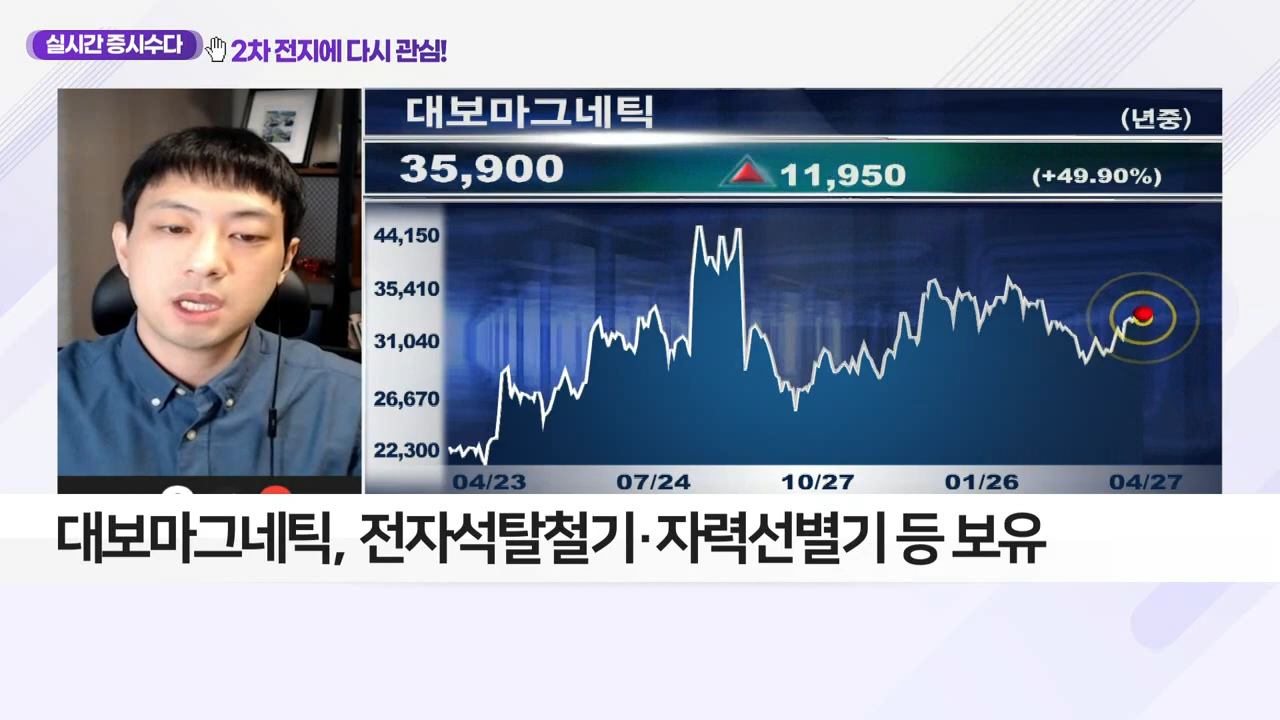 실시간 증시수다
2차 전지에 다시 관심!
대보마그네틱
(년중)
35,900
11,950
(+49.90%)
44,150
35,410
31,040
26,670
22,300
04/23
07/24
10/27
01/26
04/27
대보마그네틱, 전자석탈철기·자력선별기 등 보유